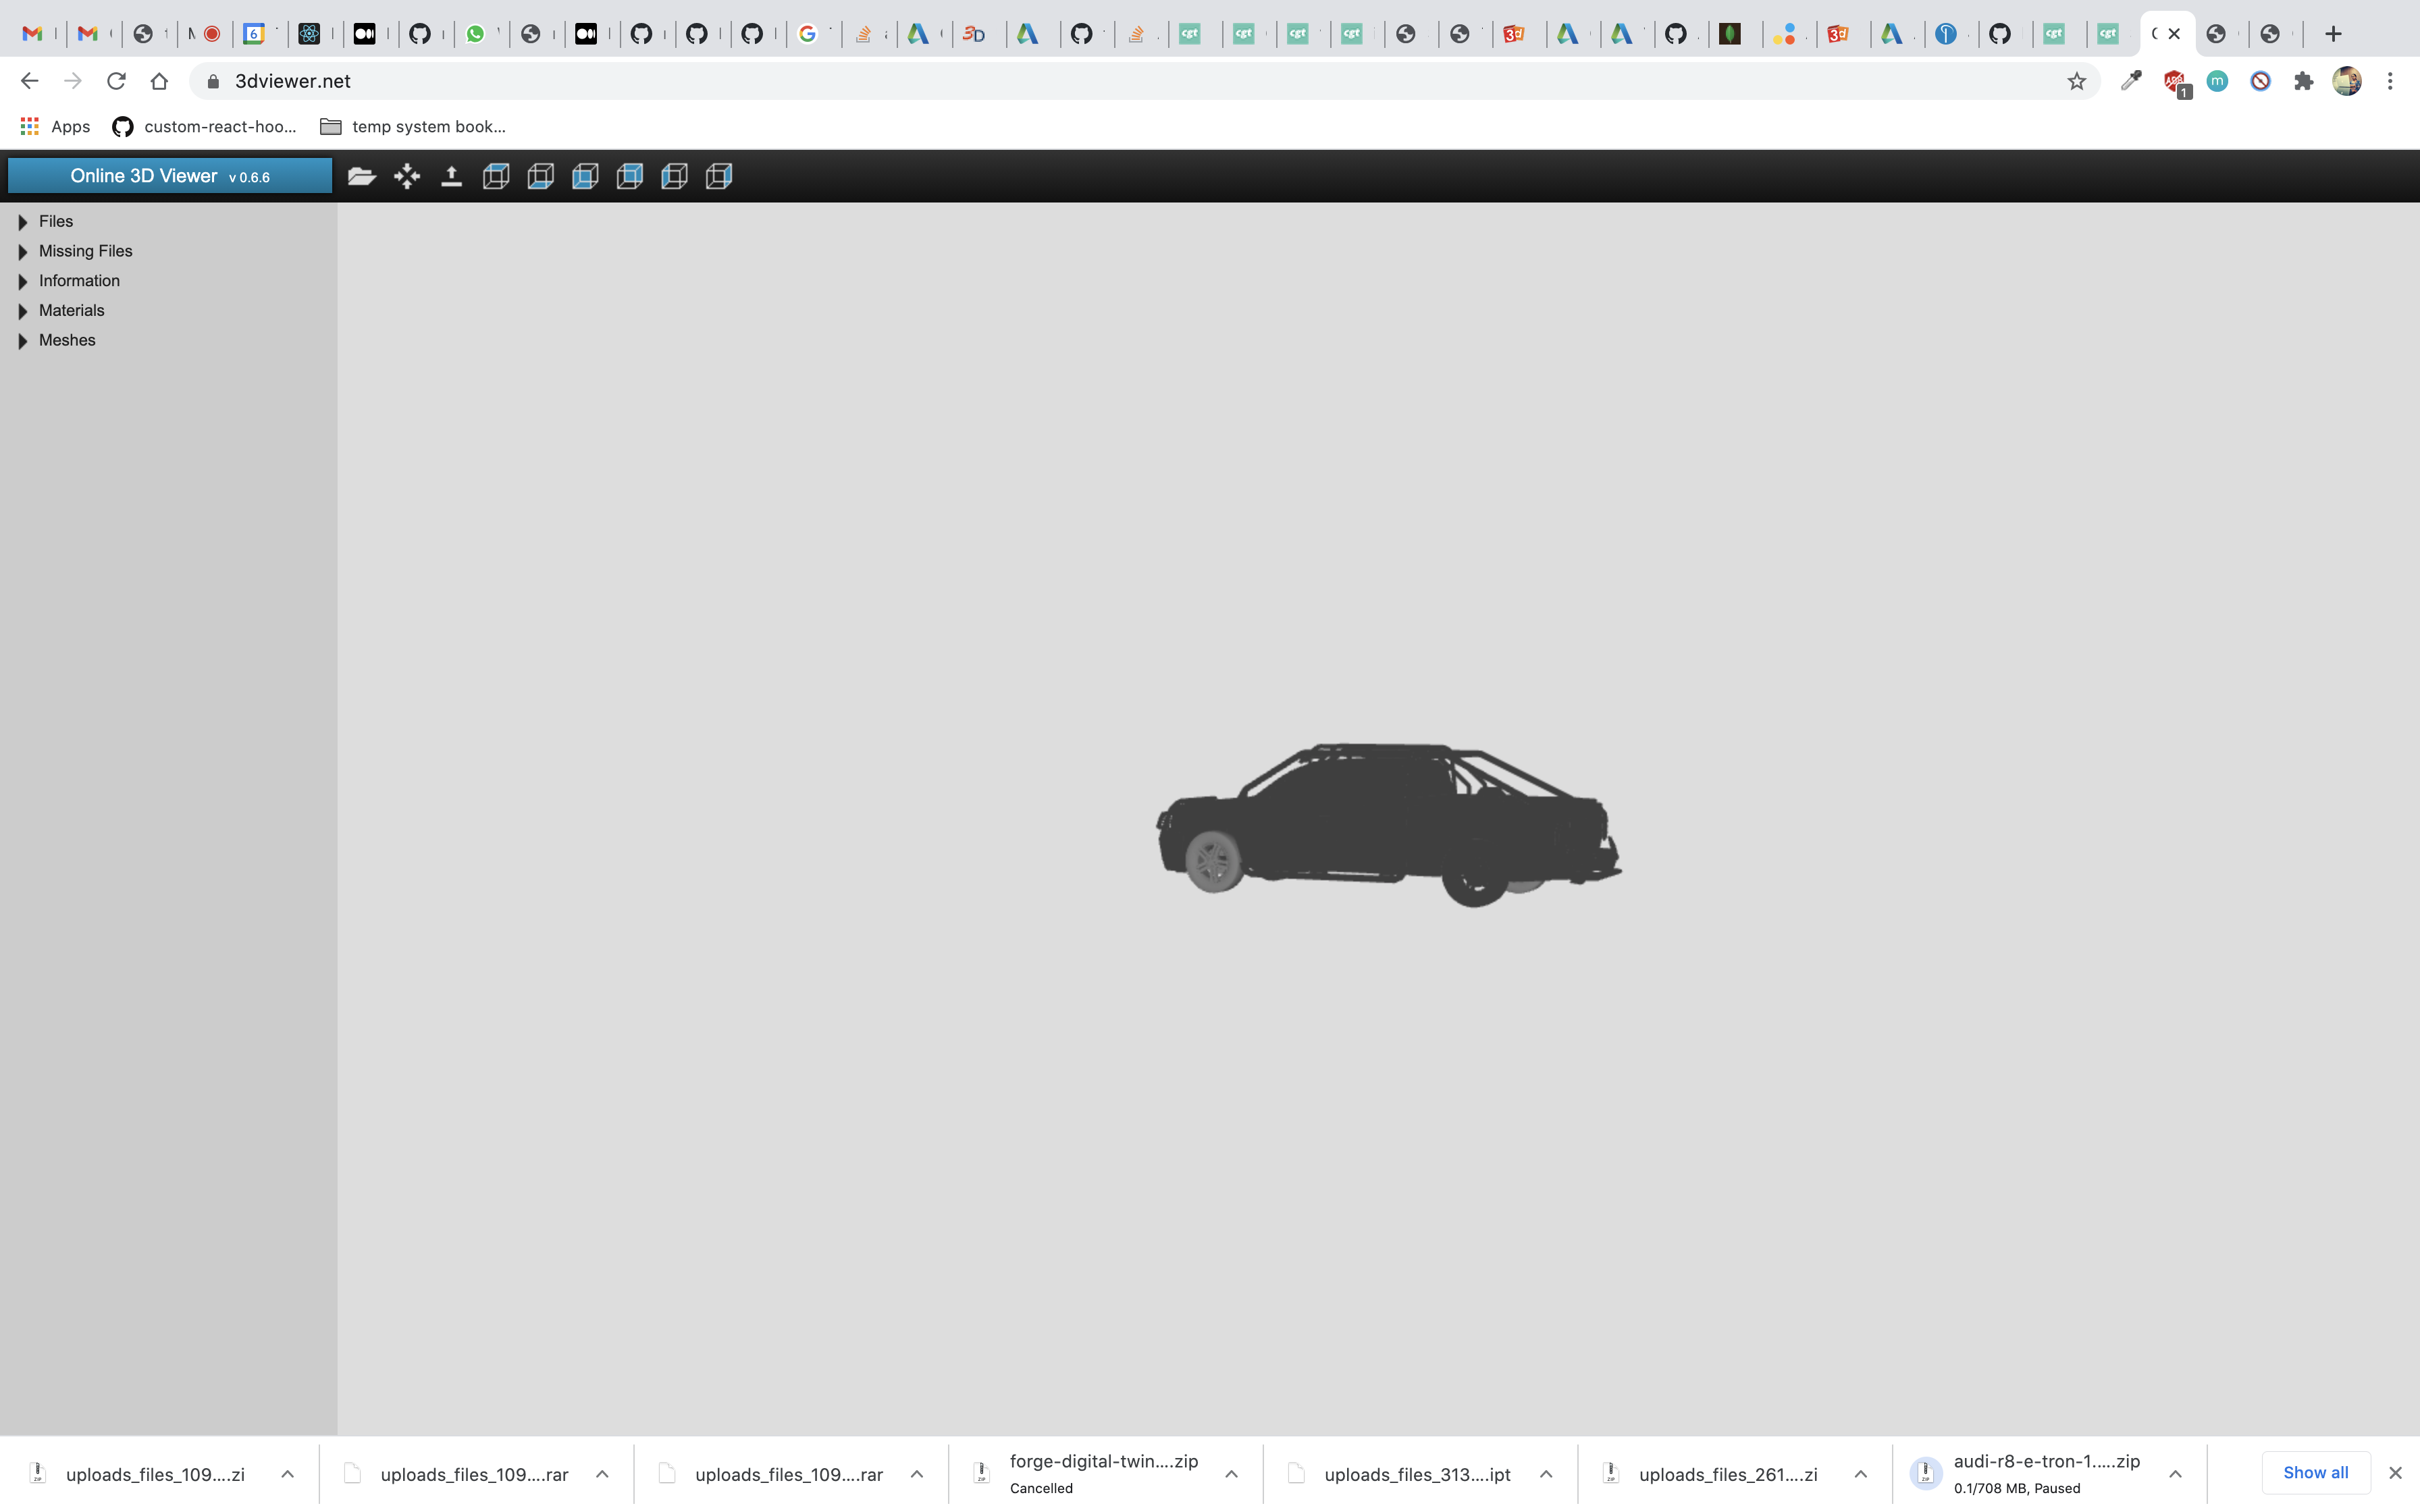 3dviewer.net
Apps
custom-react-hoo...
temp system book...
Online 3D Viewer v 0.6.6
Files
Missing Files
Information
Materials
Meshes
uploads_files_109....zi
uploads_files_109....rar
uploads_files_109....rar
forge-digital-twin....zip
Cancelled
uploads_files_313....ipt
uploads_files_261....zi
audi-r8-e-tron-1.....zip
0.1/708 MB, Paused
Show all